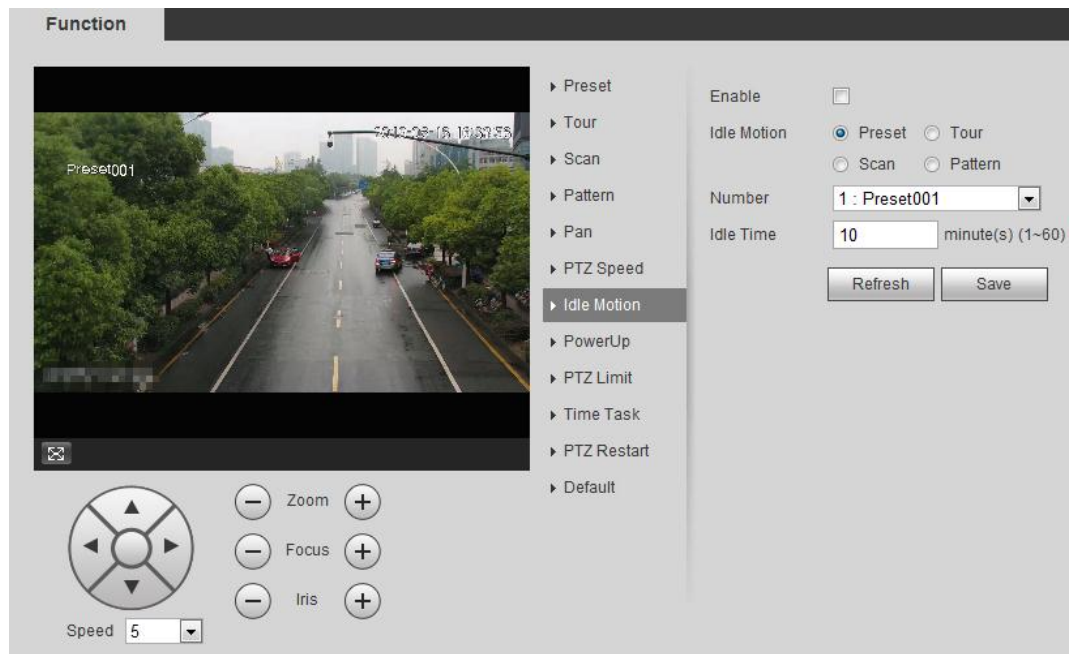 Function
Preset001
Preset
Tour
Scan
Pattern
Pan
PTZ Speed
Idle Motion
PowerUp
PTZ Limit
Time Task
PTZ Restart
Default
Enable
Idle Motion
Preset
Tour
Scan
Pattern
Number
1 : Preset001
Idle Time
10
minute(s) (1~60)
Refresh
Save
Zoom
Focus
Iris
Speed
5